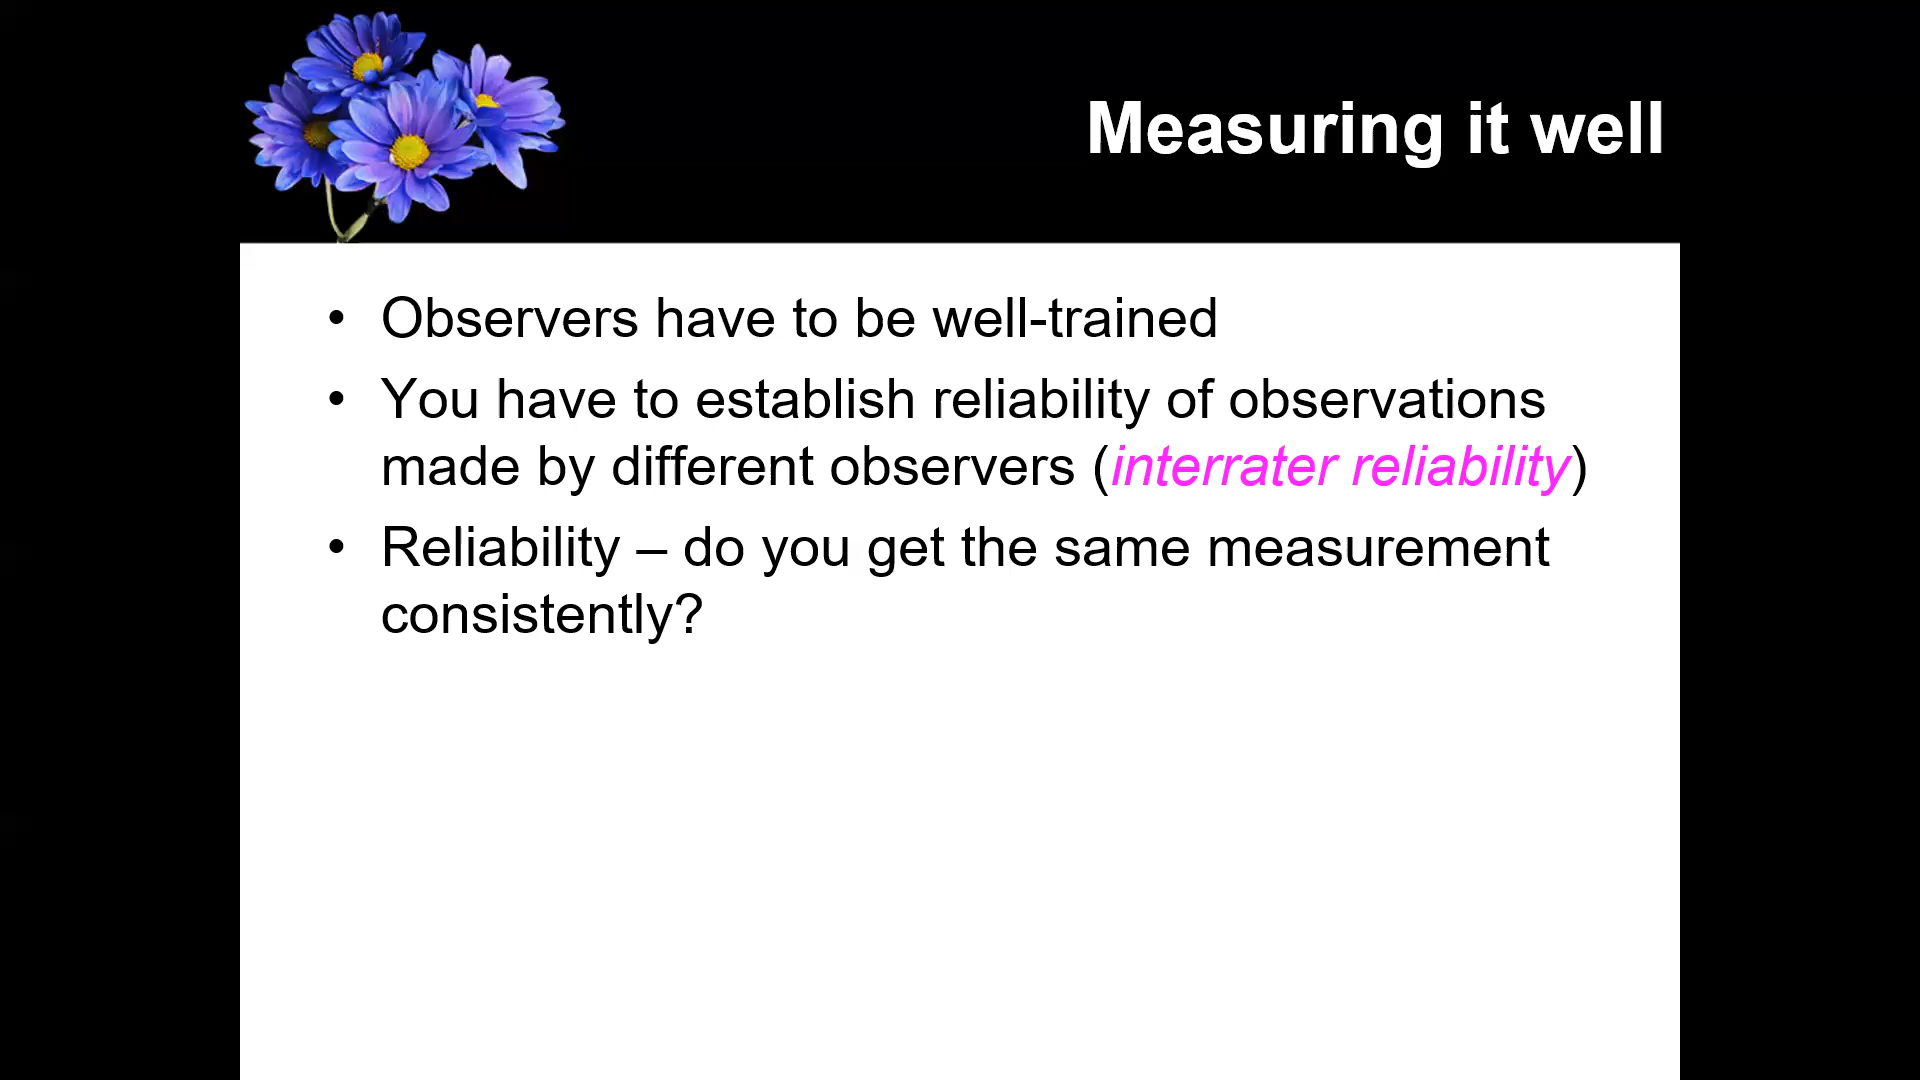 Measuring it well
• Observers have to be well-trained
• You have to establish reliability of observations
made by different observers (interrater reliability)
• Reliability – do you get the same measurement
consistently?